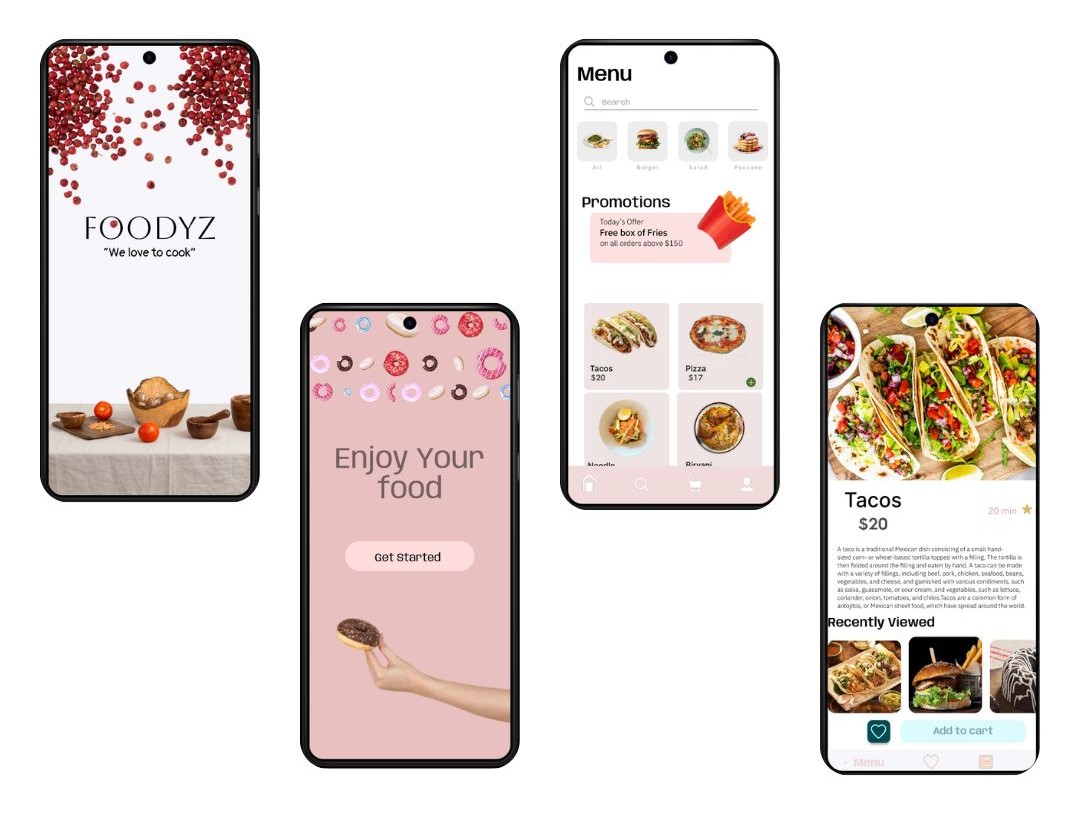 FOODYZ
“We love to cook”
Enjoy Your
food
Get Started
Menu
Search
All
Burger
Salad
Pancake
Promotions
Today's Offer
Free box of Fries
on all orders above $150
Tacos
$20
Pizza
$17
Noodle
Biryani
Tacos
$20
20 min
A taco is a traditional Mexican dish consisting of a small hand-
sized corn- or wheat-based tortilla topped with a filling. The tortilla is
then folded around the filling and eaten by hand. A taco can be made
with a variety of fillings, including beef, pork, chicken, seafood, beans,
vegetables, and cheese, and garnished with various condiments, such
as salsa, guacamole, or sour cream, and vegetables, such as lettuce,
coriander, onion, tomatoes, and chiles.Tacos are a common form of
antojitos, or Mexican street food, which have spread around the world.
Recently Viewed
Add to cart
Menu